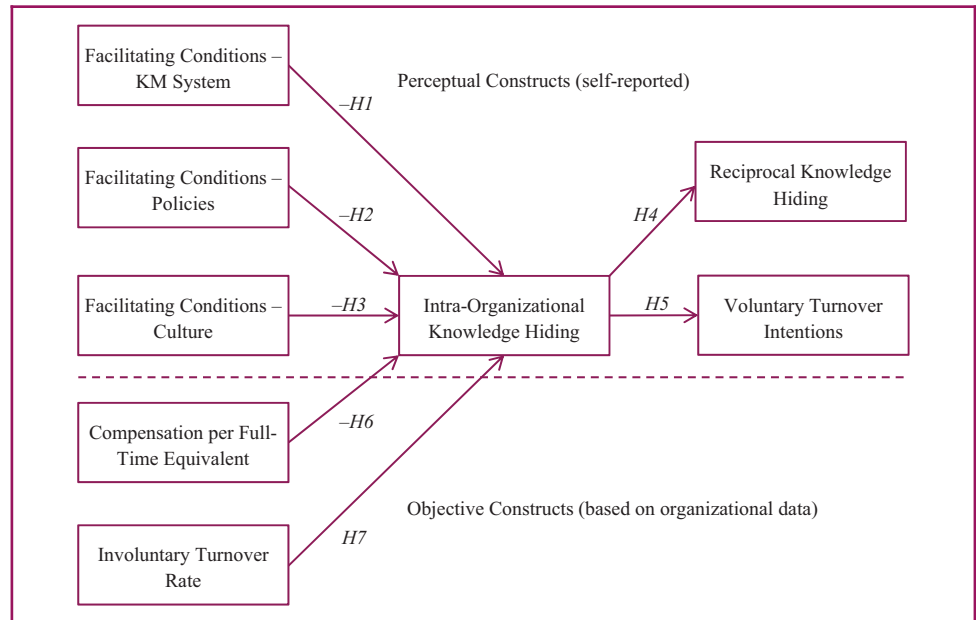 Facilitating Conditions –
KM System
Perceptual Constructs (self-reported)
–H1
Facilitating Conditions –
Policies
–H2
Reciprocal Knowledge
Hiding
H4
Facilitating Conditions –
Culture
–H3
Intra-Organizational
Knowledge Hiding
H5
Voluntary Turnover
Intentions
Compensation per Full-
Time Equivalent
–H6
Objective Constructs (based on organizational data)
H7
Involuntary Turnover
Rate